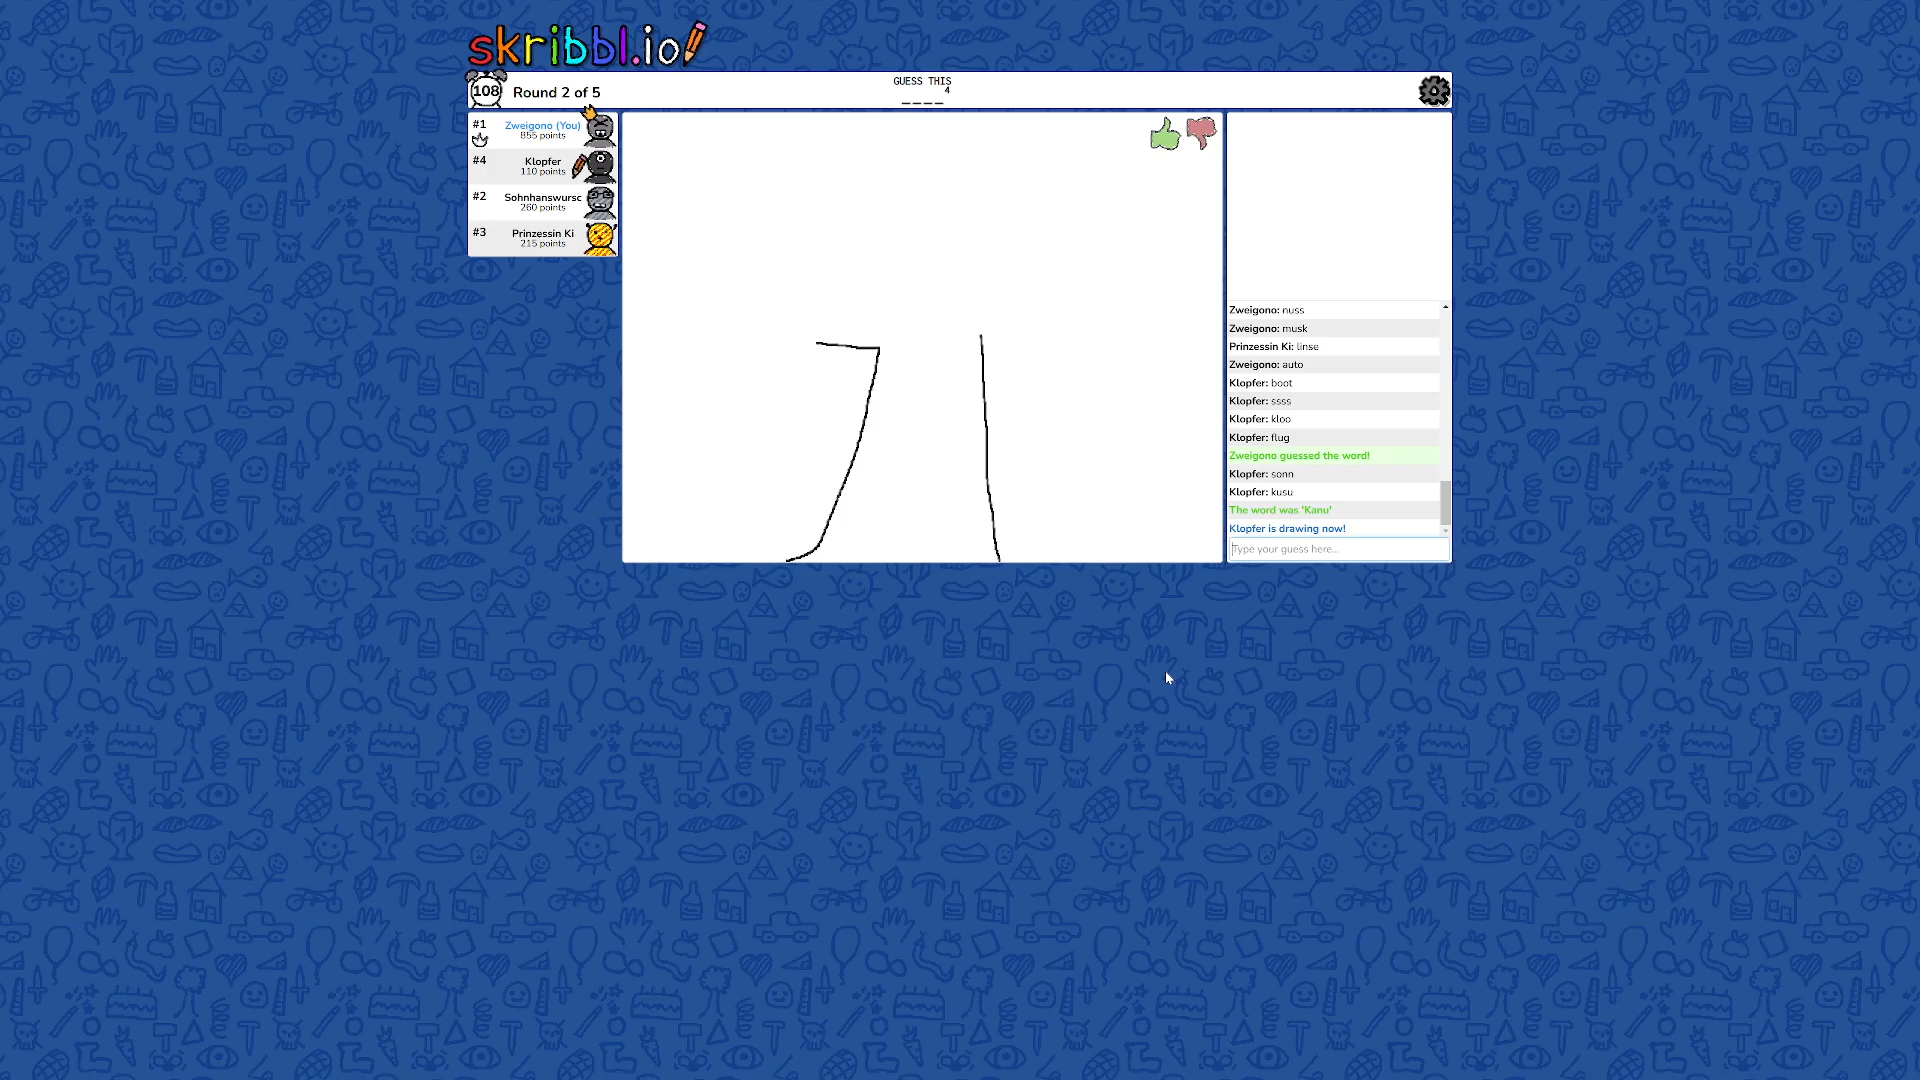 skribbl.io
108
Round 2 of 5
GUESS THIS
____ 4
#1
Zweigono (You)
855 points
#4
Klopfer
110 points
#2
Sohnhanswursc
260 points
#3
Prinzessin Ki
215 points
Zweigono: nuss
Zweigono: musk
Prinzessin Ki: linse
Zweigono: auto
Klopfer: boot
Klopfer: ssss
Klopfer: kloo
Klopfer: flug
Zweigono guessed the word!
Klopfer: sonn
Klopfer: kusu
The word was 'Kanu'
Klopfer is drawing now!
Type your guess here...